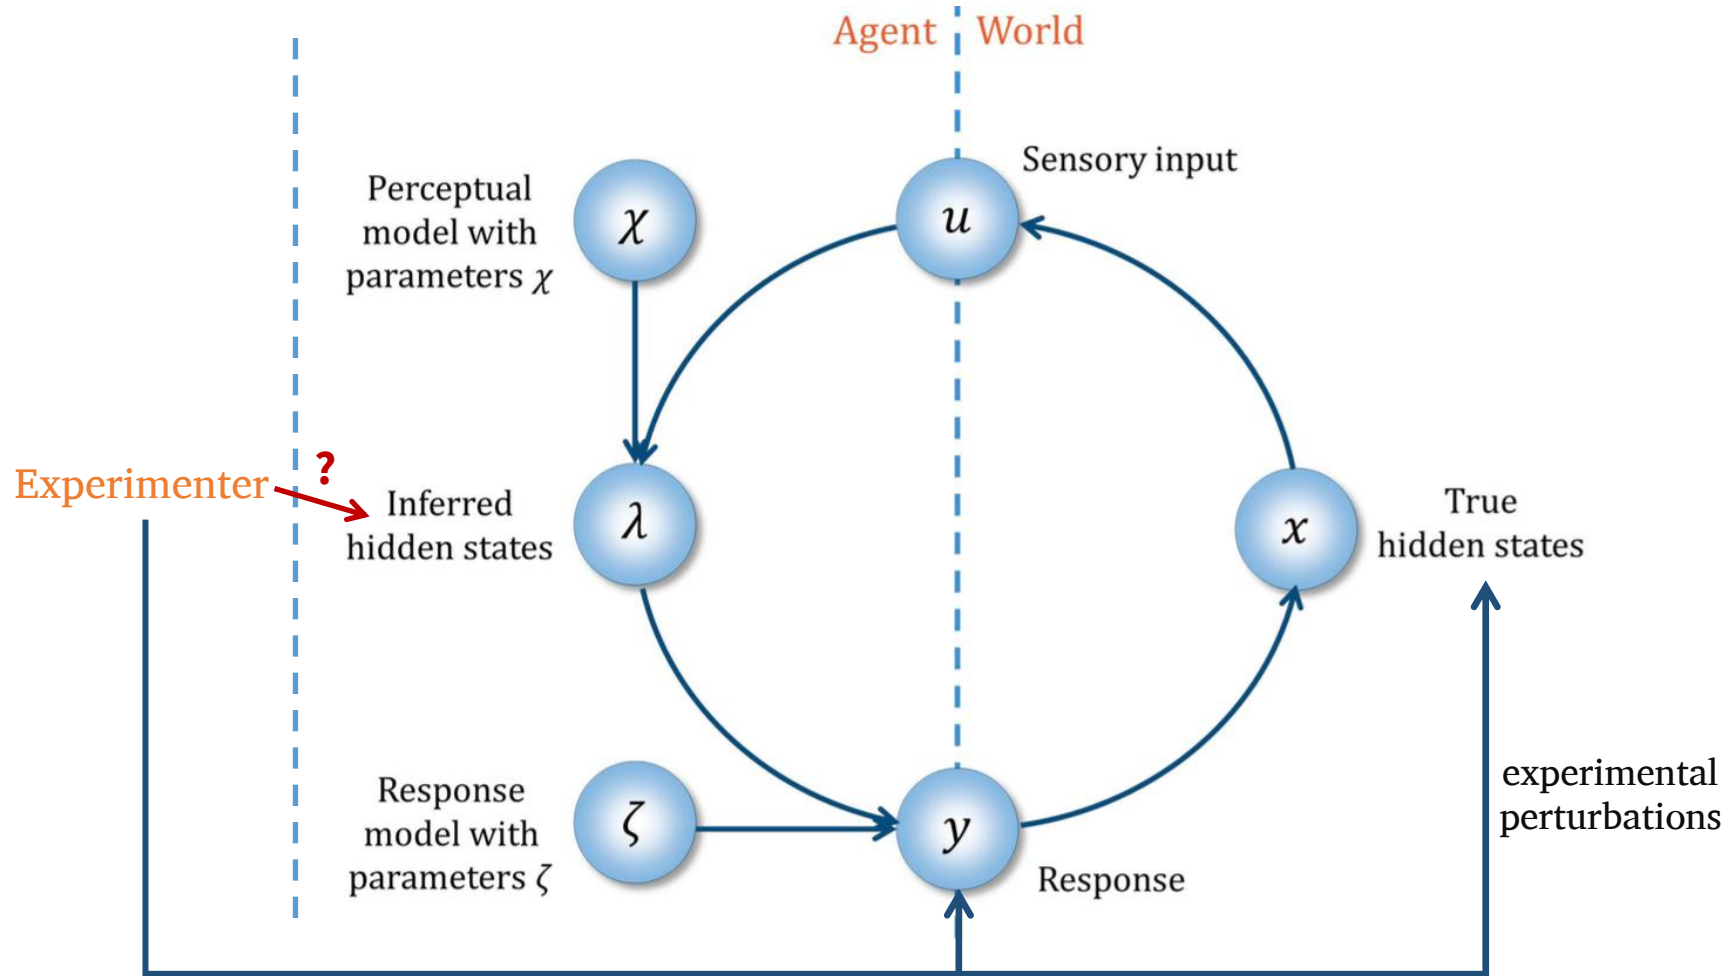 Agent World
Sensory input
Perceptual
model with
parameters χ
χ
u
?
Experimenter
Inferred
hidden states
λ
x
True
hidden states
Response
model with
parameters ζ
ζ
y
Response
experimental
perturbations